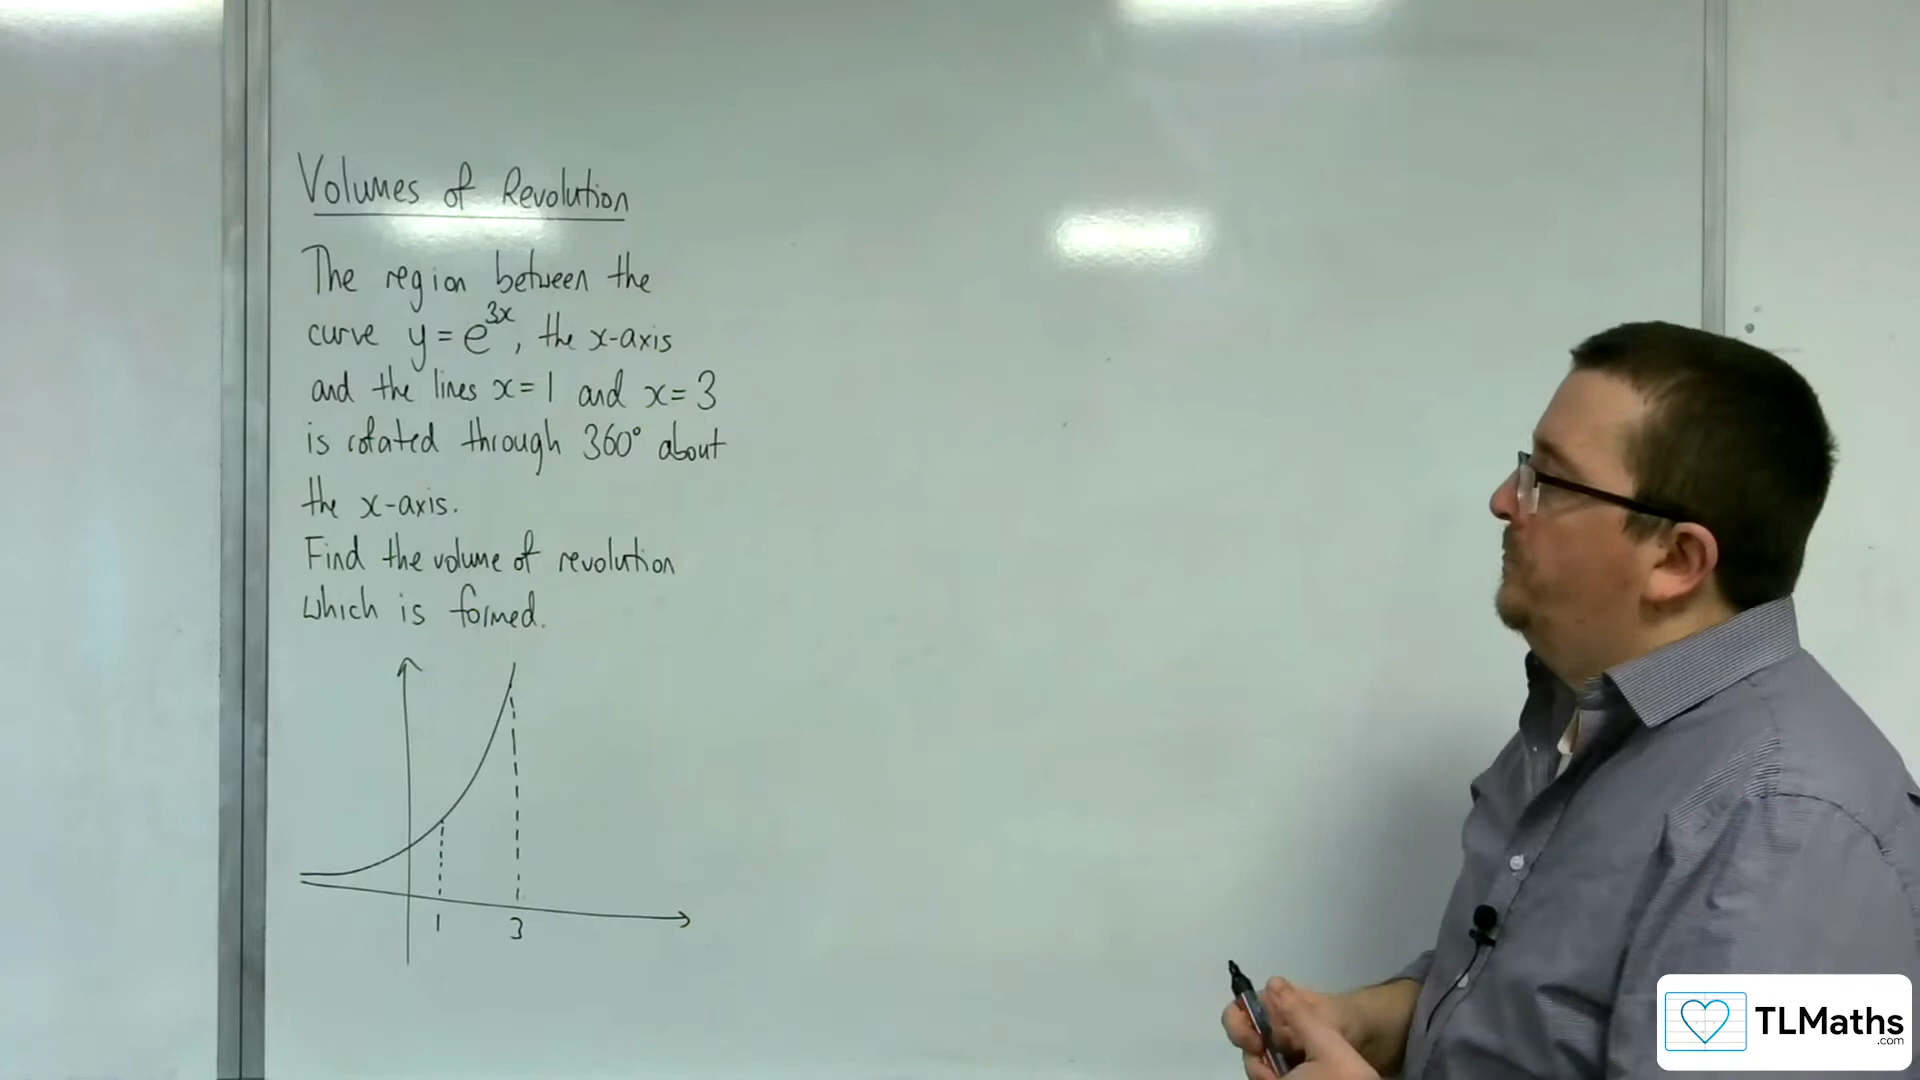 Volumes of Revolution
The region between the
curve y = e^3x, the x-axis
and the lines x = 1 and x = 3
is rotated through 360° about
the x-axis.
Find the volume of revolution
which is formed.
1 3
TLMaths
.com